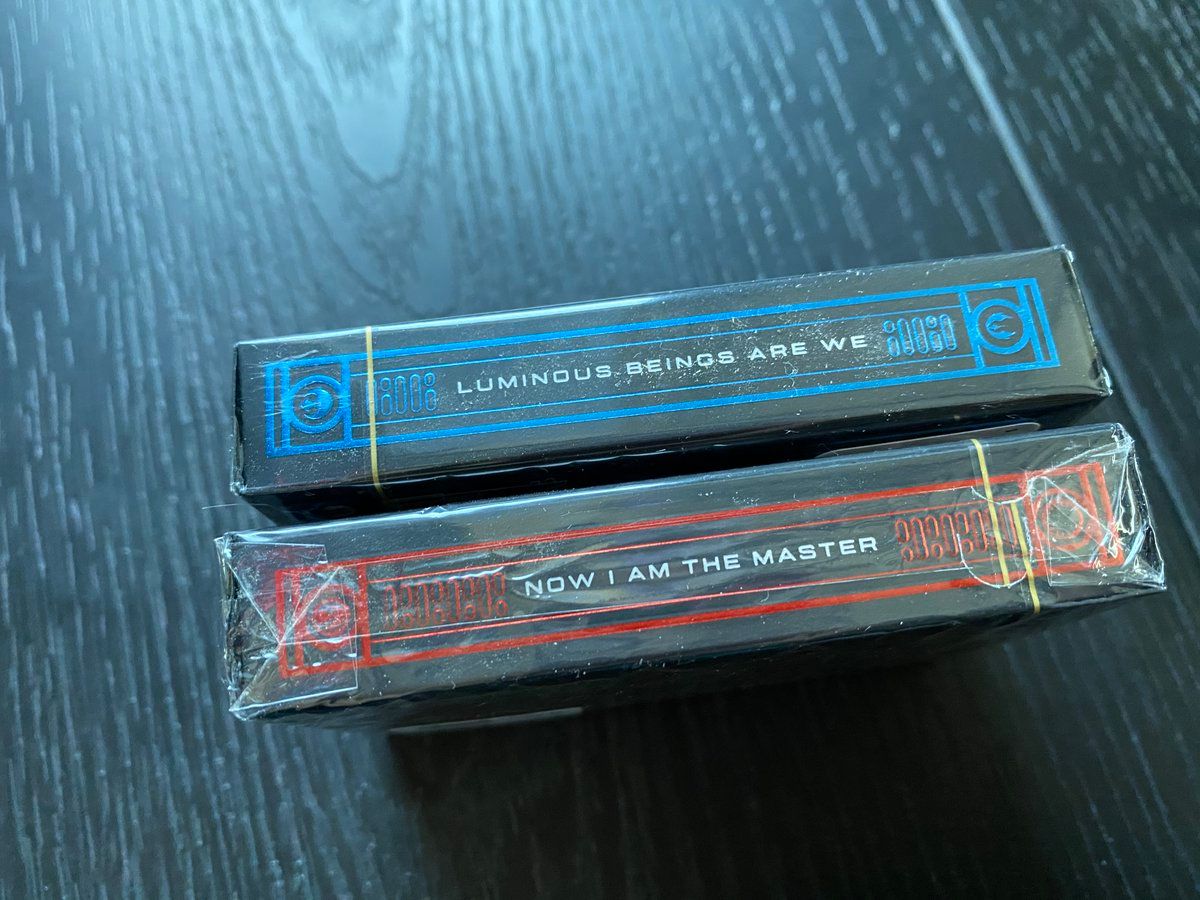 LUMINOUS BEINGS ARE WE
NOW I AM THE MASTER